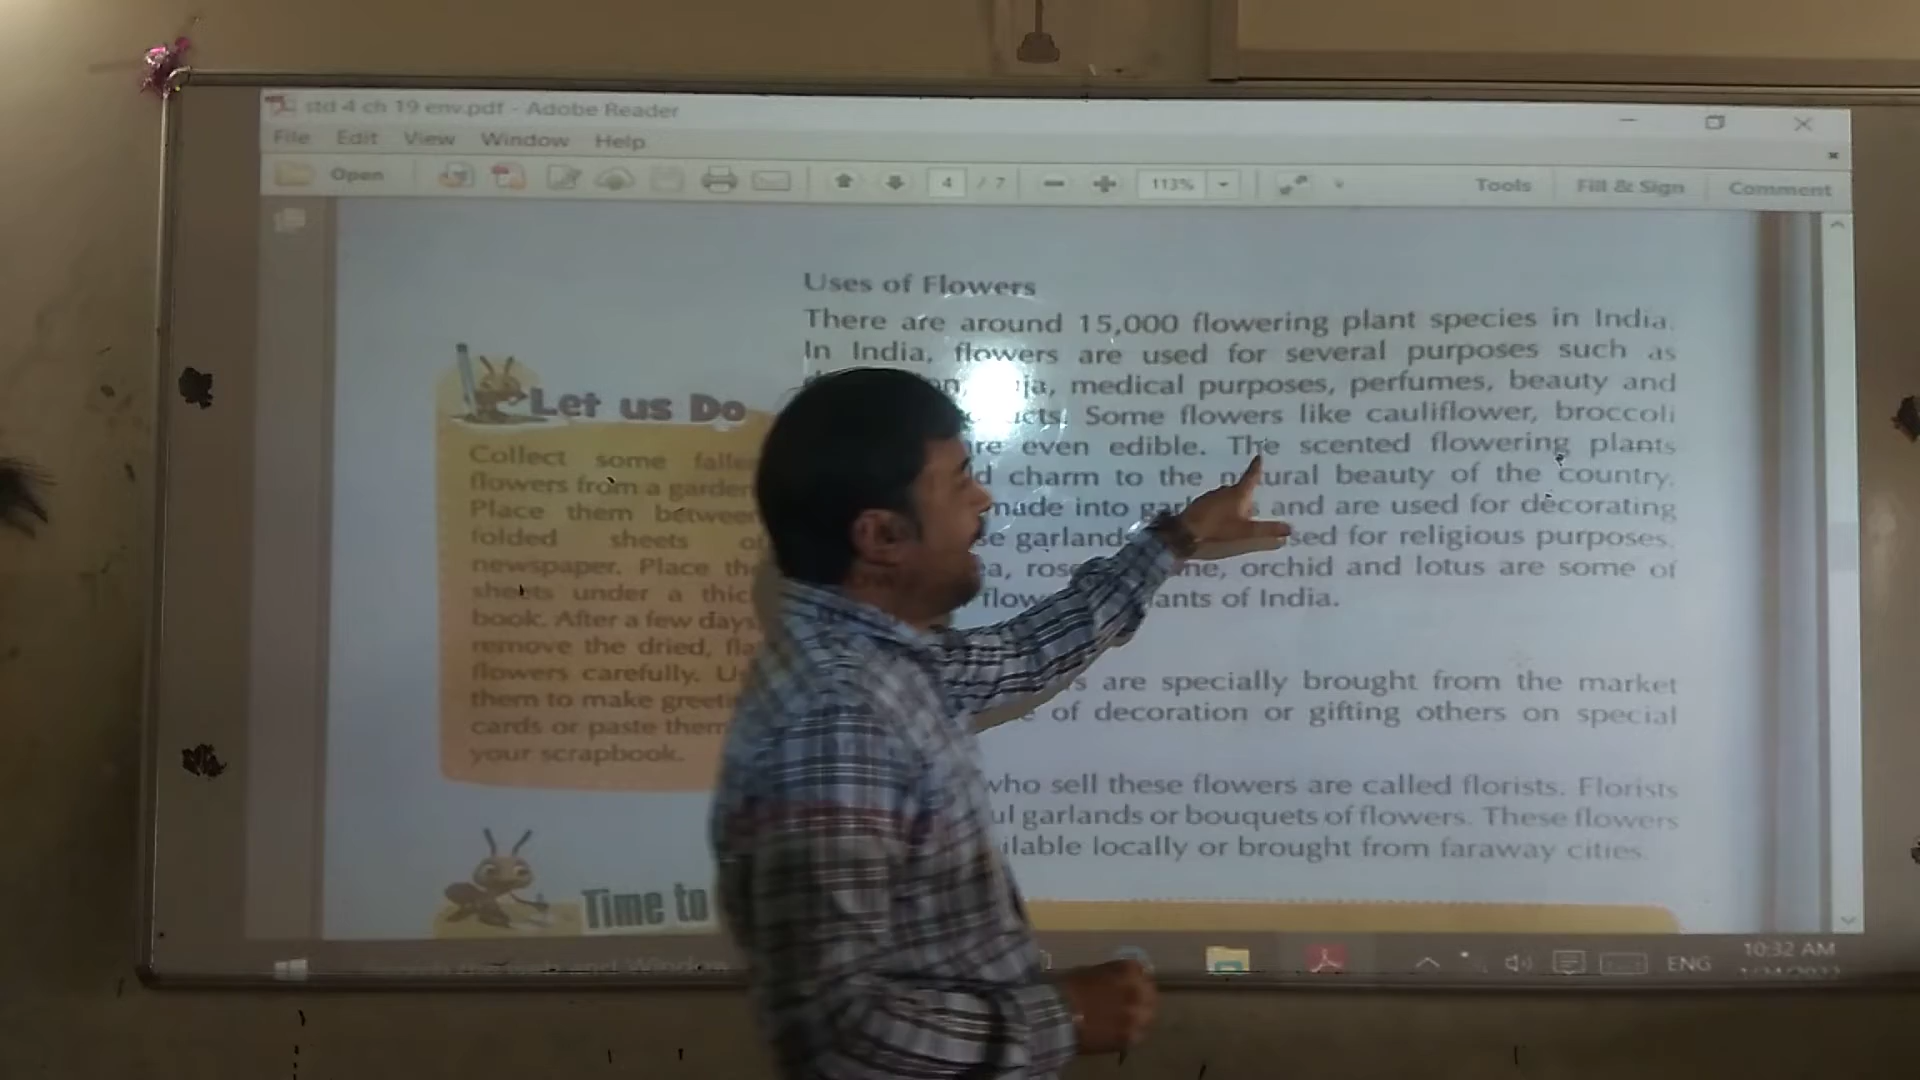 std 4 ch 19 env.pdf - Adobe Reader
File Edit View Window Help
Open 4 / 7 113% Tools Fill & Sign Comment
Uses of Flowers
There are around 15,000 flowering plant species in India.
In India, flowers are used for several purposes such as
medical purposes, perfumes, beauty and
Some flowers like cauliflower, broccoli
even edible. The scented flowering plants
charm to the natural beauty of the country.
made into and are used for decorating
garlands for religious purposes.
orchid and lotus are some of
of India.
are specially brought from the market
of decoration or gifting others on special
who sell these flowers are called florists. Florists
garlands or bouquets of flowers. These flowers
locally or brought from faraway cities.
Let us Do
Collect some fallen
flowers from a garden
Place them between
folded sheets of
newspaper. Place the
sheets under a thick
book. After a few days,
remove the dried,
flowers carefully.
them to make
cards or paste them
your scrapbook.
Time to
ENG
10:32 AM